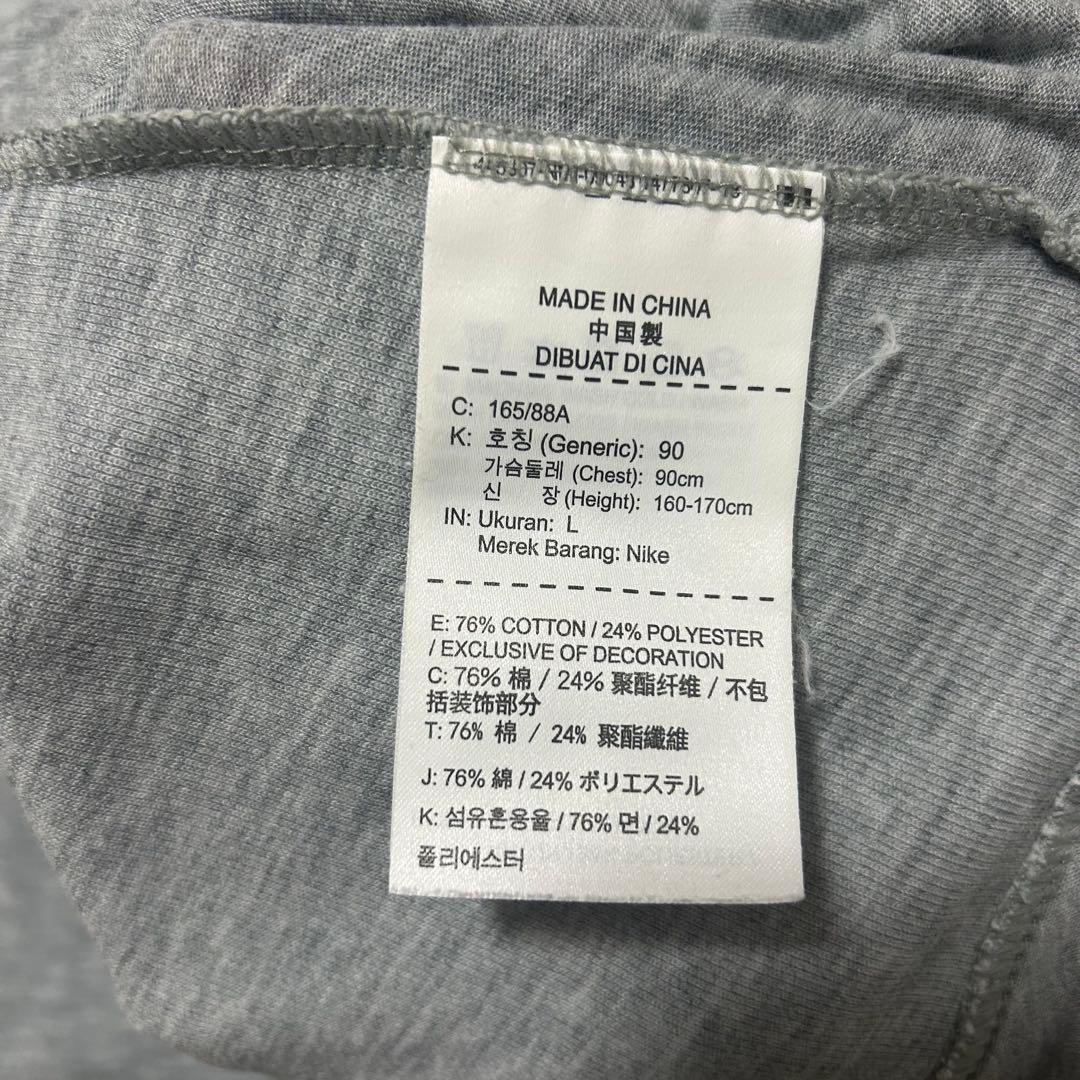 MADE IN CHINA
中国製
DIBUAT DI CINA
C: 165/88A
K: 호칭 (Generic): 90
가슴둘레 (Chest): 90cm
신 장 (Height): 160-170cm
IN: Ukuran: L
Merek Barang: Nike
E: 76% COTTON / 24% POLYESTER
/ EXCLUSIVE OF DECORATION
C: 76% 棉 / 24% 聚酯纤维 / 不包
括装饰部分
T: 76% 棉 / 24% 聚酯纖維
J: 76% 綿 / 24% ポリエステル
K: 섬유혼용율 / 76% 면 / 24%
폴리에스터